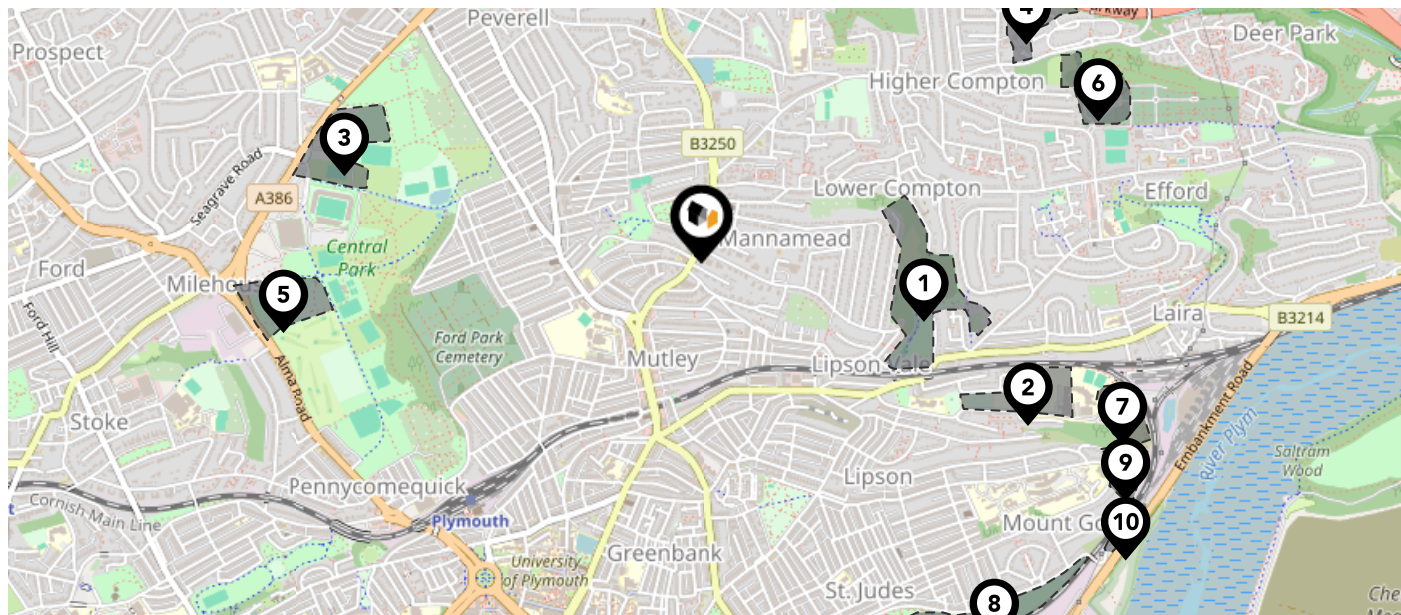 Peverell
Prospect
4
arkway
Deer Park
Higher Compton
6
3
B3250
Seagrave Road
A386
Lower Compton
Efford
Mannamead
Central
Park
Ford
Milehou
5
1
Laira
B3214
Ford Hill
Ford Park
Cemetery
Mutley
Lipson Vale
2
Alma Road
7
Embankment Road
Stoke
River Plym
Saltram
Wood
9
Lipson
Pennycomequick
Cornish Main Line
t
Plymouth
10
Mount Go
Greenbank
University
of Plymouth
St. Judes
8
Che